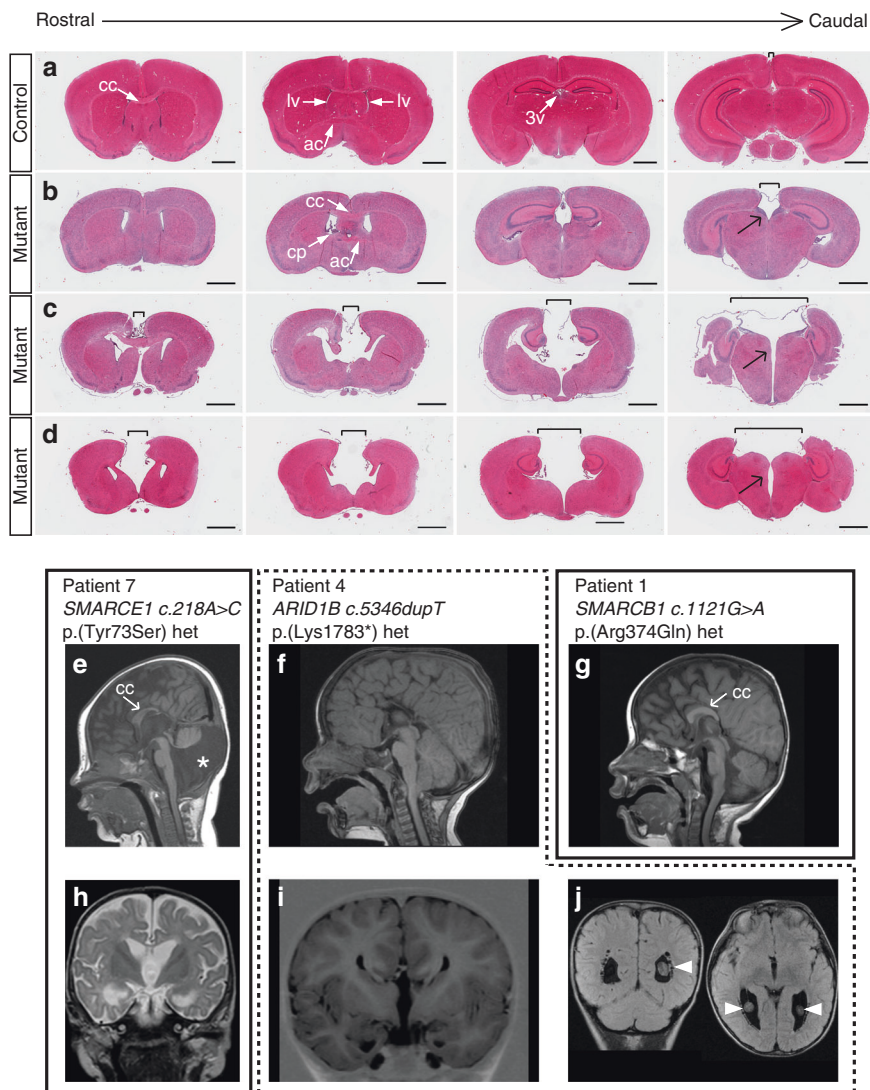 Rostral
Caudal
Control
a
cc
lv
lv
ac
3v
Mutant
b
cc
cp
ac
Mutant
c
Mutant
d
Patient 7
SMARCE1 c.218A>C
p.(Tyr73Ser) het
Patient 4
ARID1B c.5346dupT
p.(Lys1783*) het
Patient 1
SMARCB1 c.1121G>A
p.(Arg374Gln) het
e
cc
*
f
g
cc
h
i
j